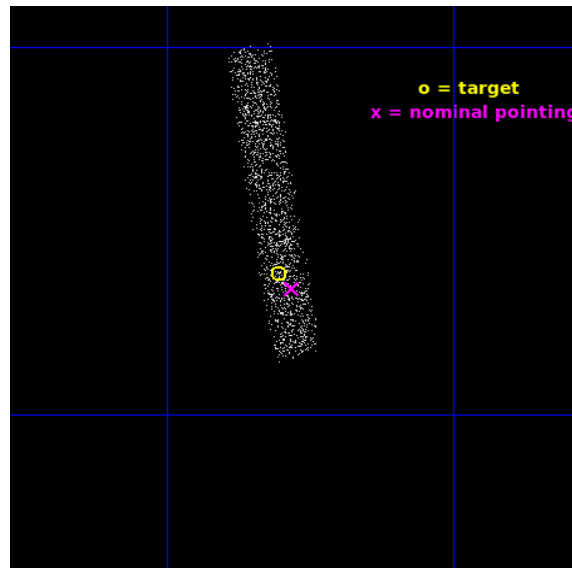 o = target
x = nominal pointing